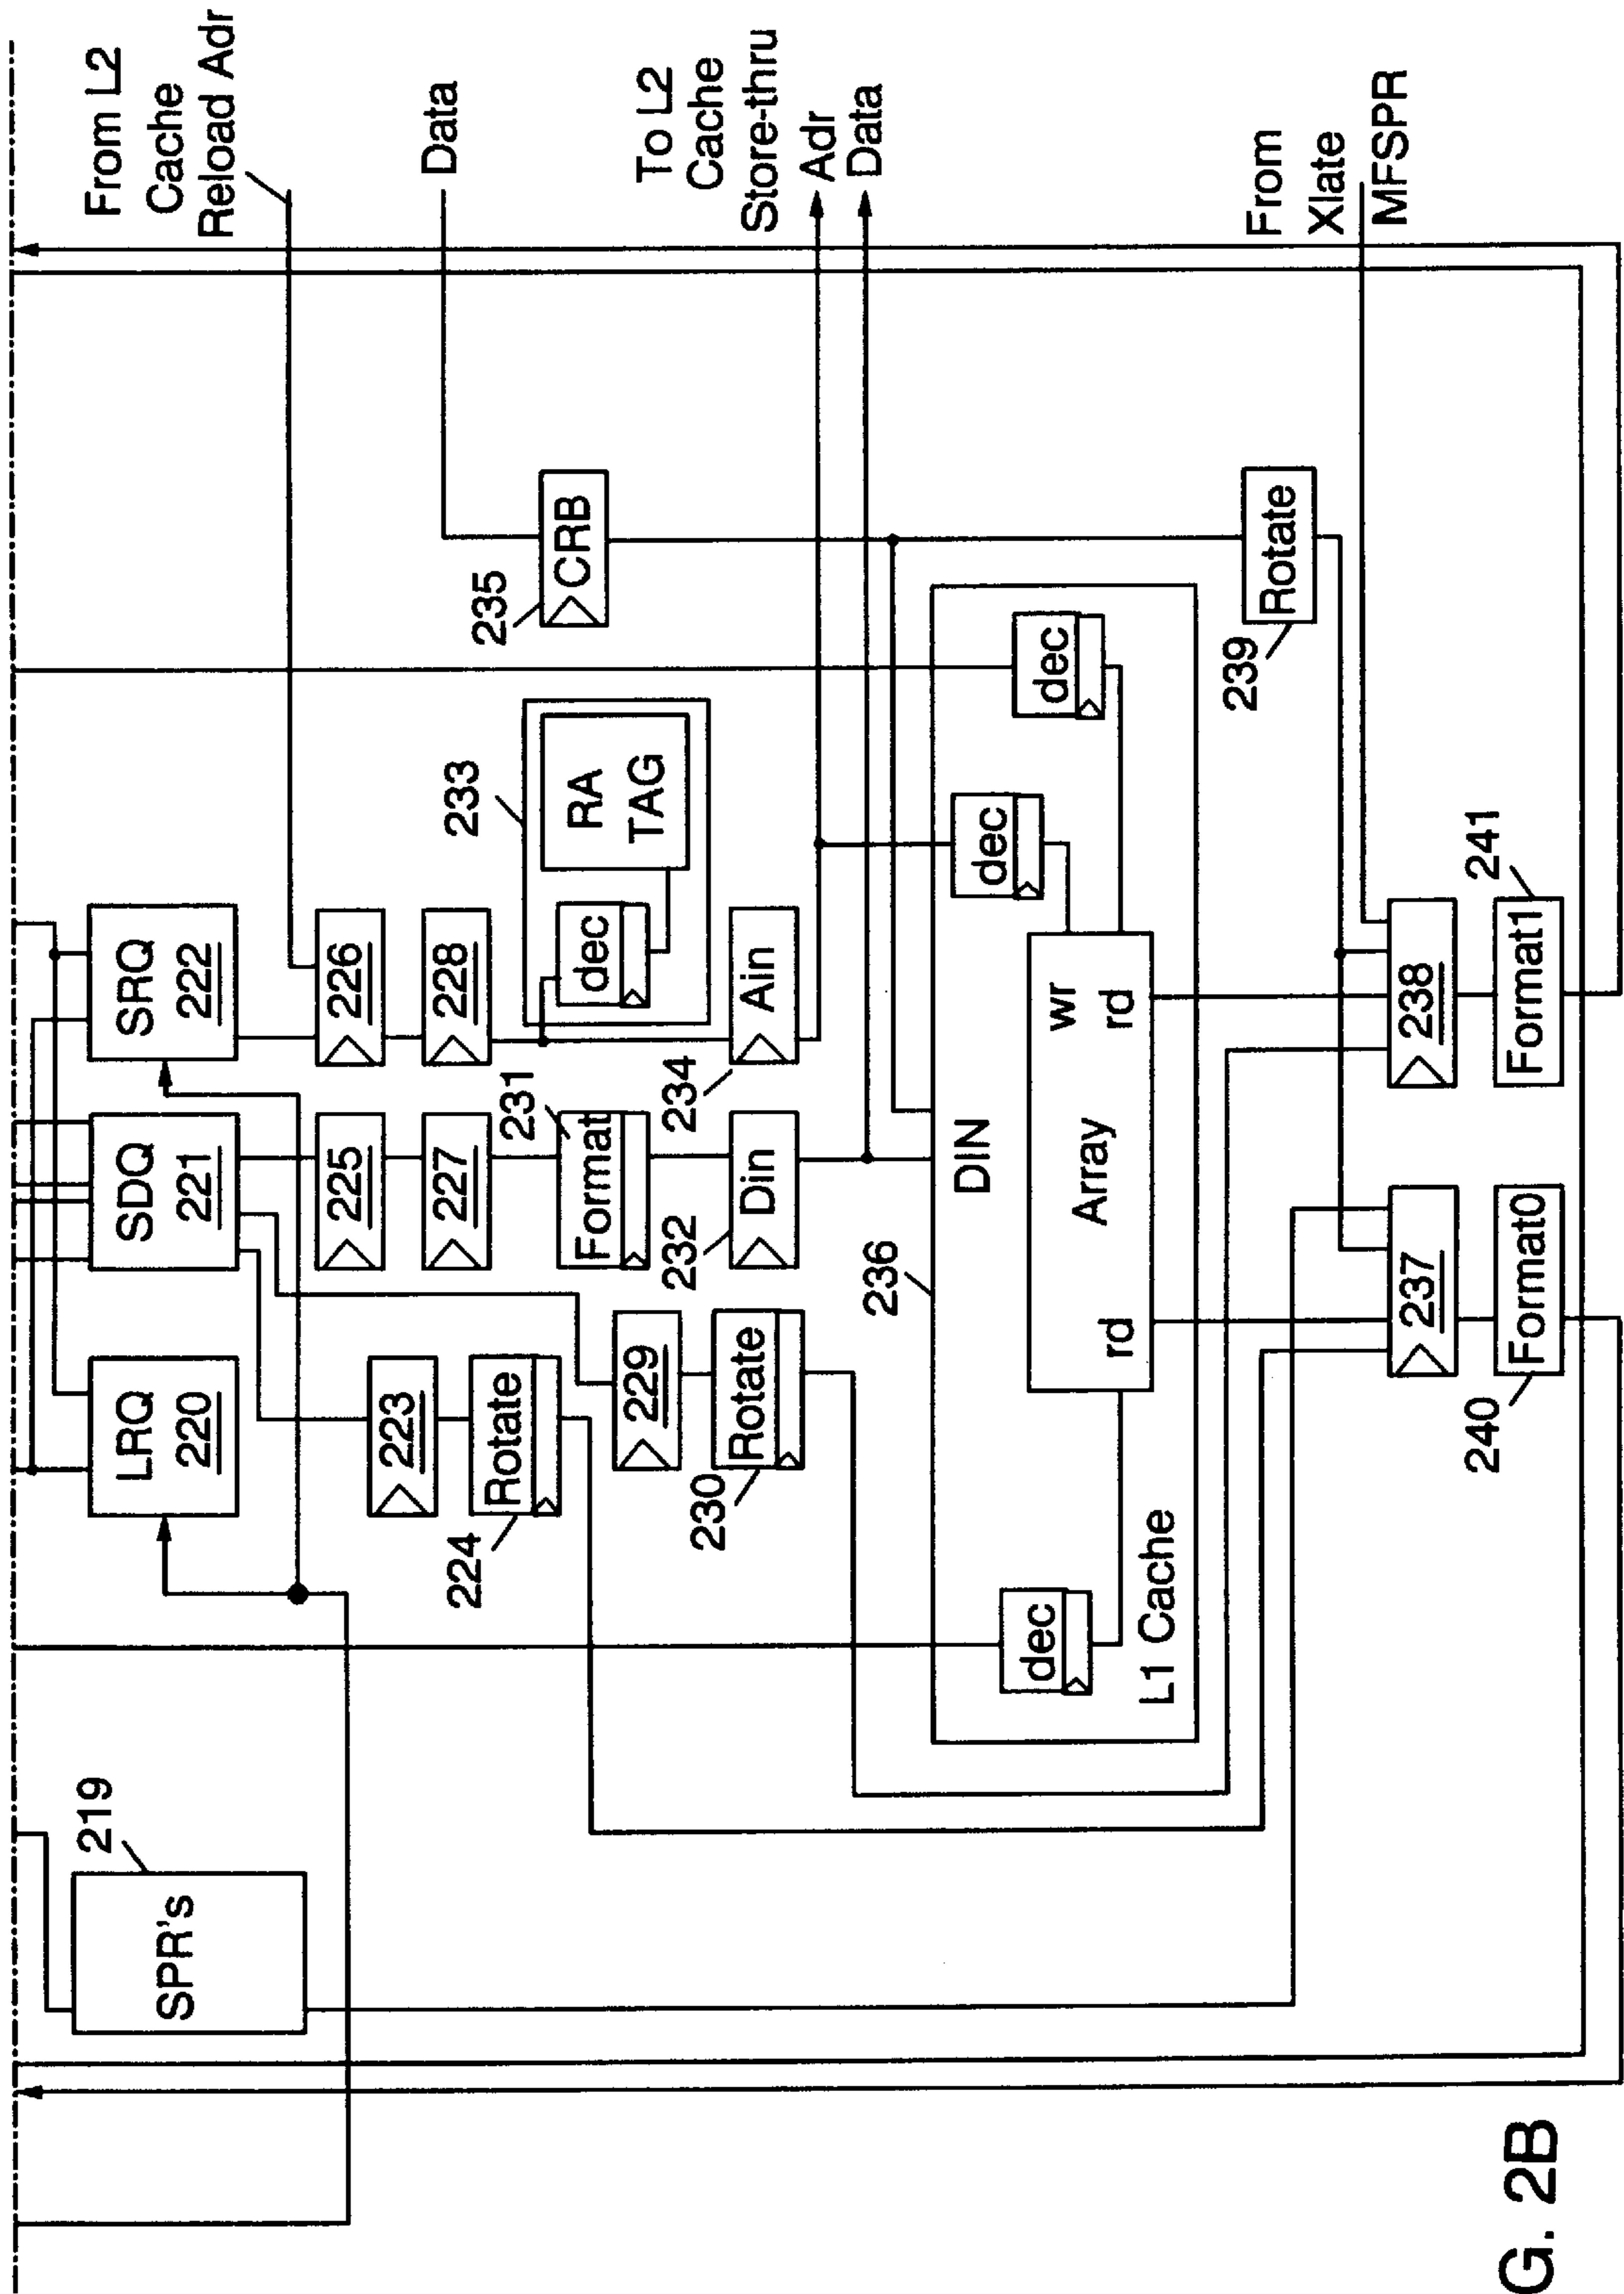 From L2
Cache
Reload Adr
Data
To L2
Cache
Store-thru
Adr
Data
From
Xlate
MFSPR
219
SPR's
LRQ
220
SDQ
221
SRQ
222
223
Rotate
224
225
226
227
228
229
Rotate
230
Format
231
Din
232
233
dec
RA
TAG
Ain
234
235
CRB
236
DIN
dec
dec
dec
Array
wr
rd
rd
L1 Cache
Rotate
239
237
238
Format0
240
Format1
241
G. 2B